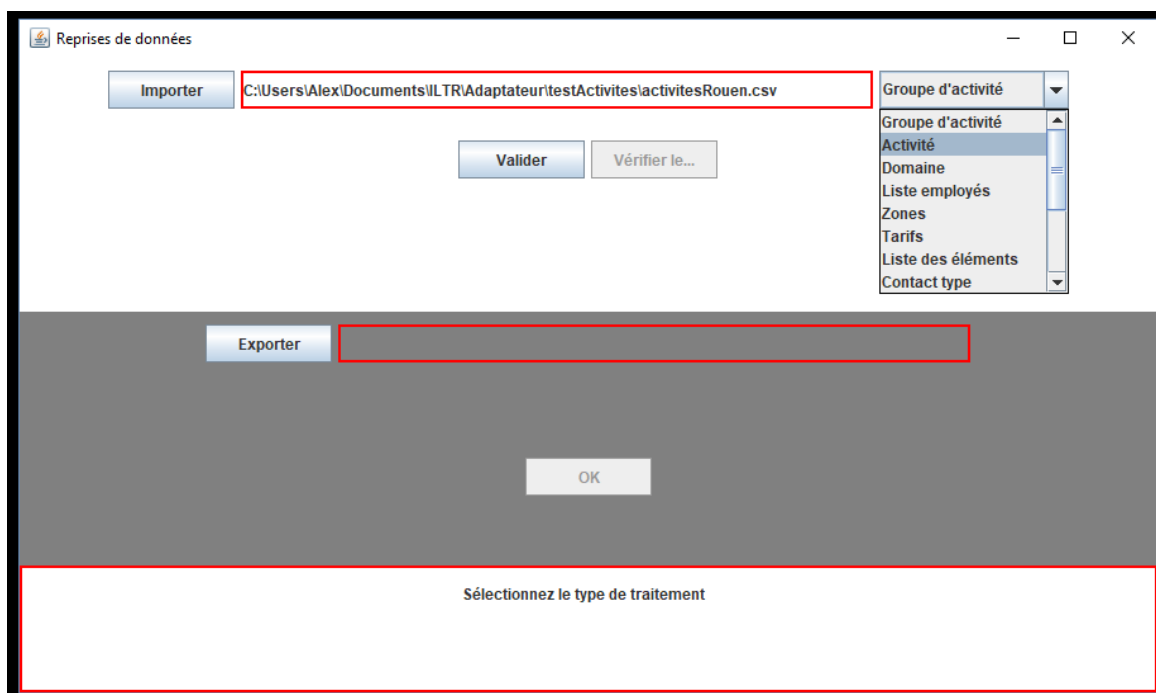 Reprises de données
Importer C:\Users\Alex\Documents\ILTR\Adaptateur\testActivites\activitesRouen.csv Groupe d'activité
Groupe d'activité
Activité
Valider Vérifier le...
Domaine
Liste employés
Zones
Tarifs
Liste des éléments
Contact type
Exporter
OK
Sélectionnez le type de traitement